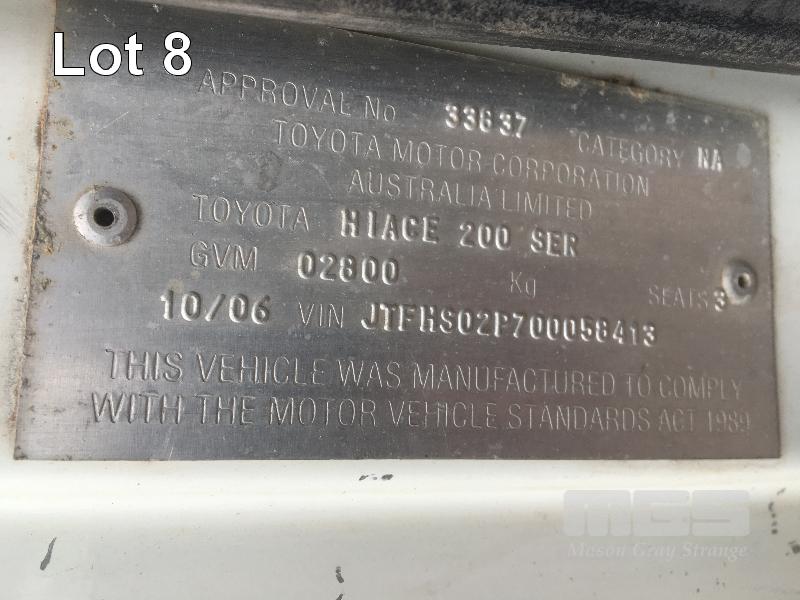 Lot 8
APPROVAL No 33637 CATEGORY NA
TOYOTA MOTOR CORPORATION
AUSTRALIA LIMITED
TOYOTA HIACE 200 SER
GVM 02800 Kg SEATS 3
10/06 VIN JTFHS02P700058413
THIS VEHICLE WAS MANUFACTURED TO COMPLY
WITH THE MOTOR VEHICLE STANDARDS ACT 1989
MGS
Mason Gray Strange